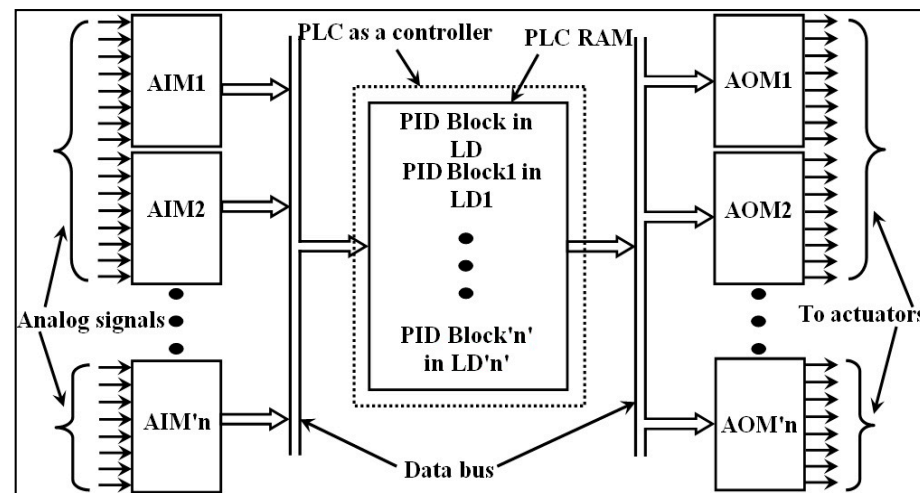 PLC as a controller
PLC RAM
AIM1
AIM2
Analog signals
AIM'n
PID Block in
LD
PID Block1 in
LD1
PID Block'n'
in LD'n'
Data bus
AOM1
AOM2
To actuators
AOM'n